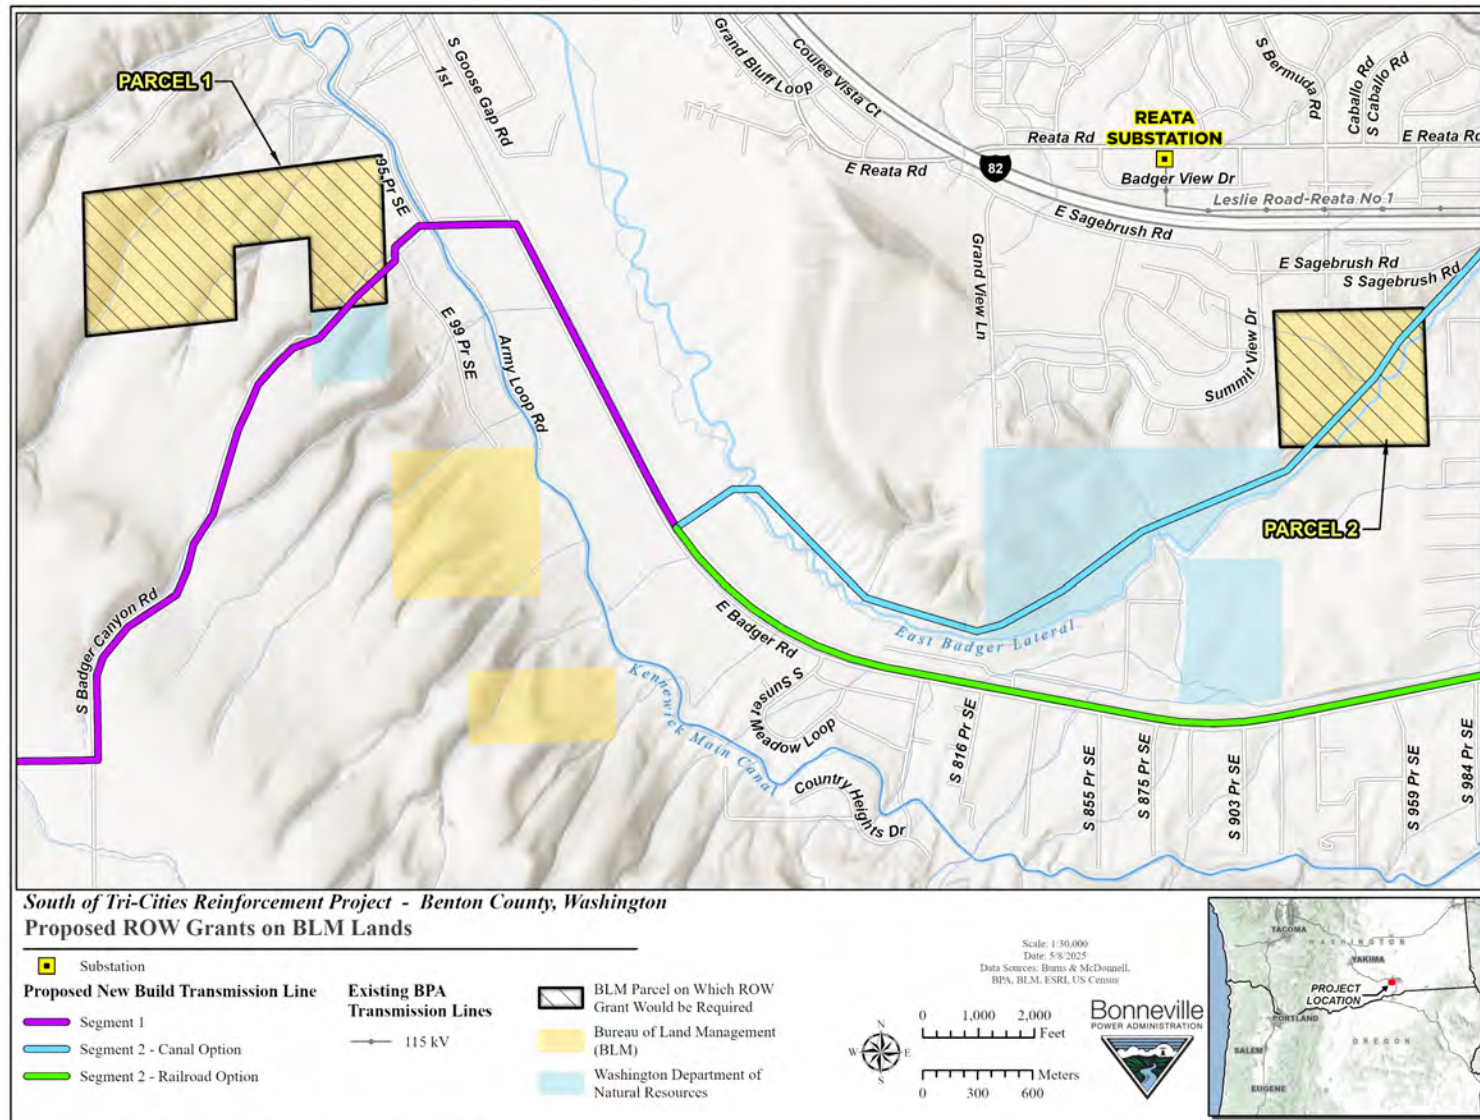 PARCEL 1
S Goose Gap Rd
1st
Grand Bluff Loop
Coulee Vista Ct
S Bermuda Rd
Caballo Rd
S Caballo Rd
REATA
SUBSTATION
Reata Rd
E Reata Rd
E Reata Rd
82
Badger View Dr
Leslie Road-Reata No 1
95 Pr SE
E Sagebrush Rd
Grand View Ln
E Sagebrush Rd
S Sagebrush Rd
E 99 Pr SE
Army Loop Rd
Summit View Dr
PARCEL 2
S Badger Canyon Rd
E Badger Rd
East Badger Lateral
Kennewick Main Canal
S Sunset Meadow Loop
S 816 Pr SE
Country Heights Dr
S 855 Pr SE
S 875 Pr SE
S 903 Pr SE
S 959 Pr SE
S 984 Pr SE
South of Tri-Cities Reinforcement Project - Benton County, Washington
Proposed ROW Grants on BLM Lands
Substation
Proposed New Build Transmission Line
Segment 1
Segment 2 - Canal Option
Segment 2 - Railroad Option
Existing BPA
Transmission Lines
115 kV
BLM Parcel on Which ROW
Grant Would be Required
Bureau of Land Management
(BLM)
Washington Department of
Natural Resources
Scale: 1:30,000
Date: 5/8/2025
Data Sources: Burns & McDonnell,
BPA, BLM, ESRI, US Census
N
W E
S
0 1,000 2,000
Feet
Meters
0 300 600
Bonneville
POWER ADMINISTRATION
TACOMA
WASHINGTON
YAKIMA
PROJECT
LOCATION
PORTLAND
SALEM
OREGON
EUGENE